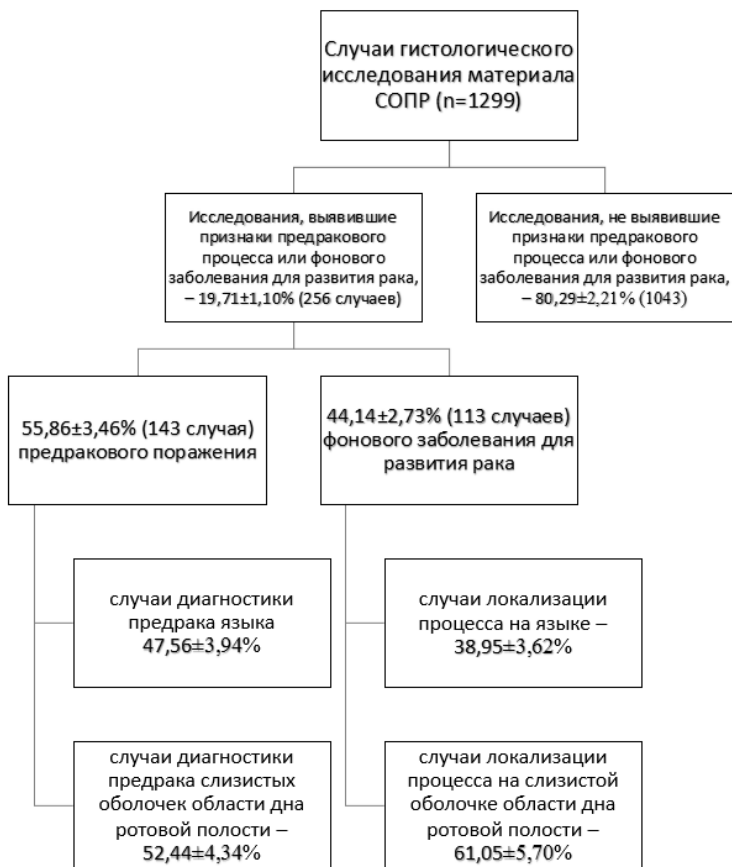 Случаи гистологического
исследования материала
СОПР (n=1299)
Исследования, выявившие
признаки предракового
процесса или фонового
заболевания для развития рака,
– 19,71±1,10% (256 случаев)
Исследования, не выявившие
признаки предракового
процесса или фонового
заболевания для развития рака,
– 80,29±2,21% (1043)
55,86±3,46% (143 случая)
предракового поражения
44,14±2,73% (113 случаев)
фонового заболевания для
развития рака
случаи диагностики
предрака языка
47,56±3,94%
случаи локализации
процесса на языке –
38,95±3,62%
случаи диагностики
предрака слизистых
оболочек области дна
ротовой полости –
52,44±4,34%
случаи локализации
процесса на слизистой
оболочке области дна
ротовой полости –
61,05±5,70%